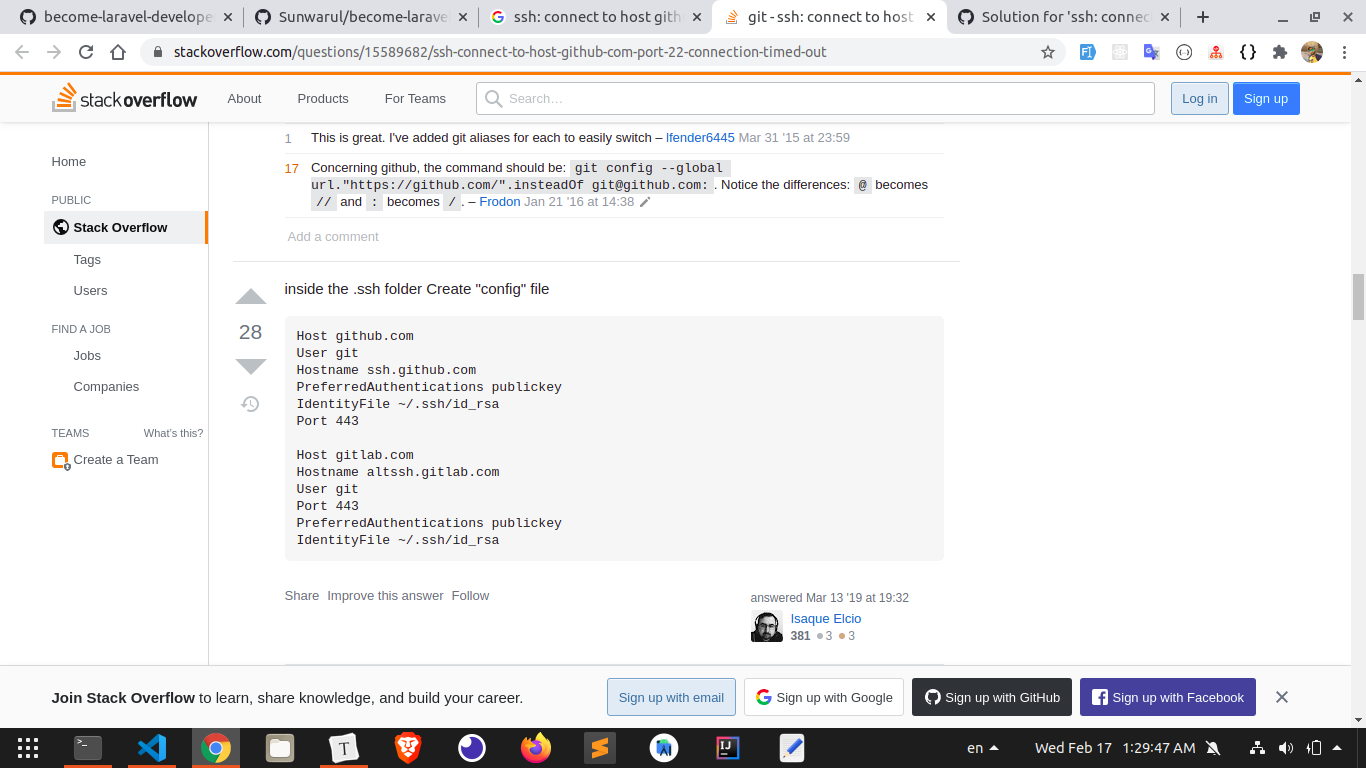 become-laravel-develope
Sunwarul/become-larave
ssh: connect to host gith
git - ssh: connect to host
Solution for 'ssh: connec
stackoverflow.com/questions/15589682/ssh-connect-to-host-github-com-port-22-connection-timed-out
stackoverflow
About
Products
For Teams
Search…
Log in
Sign up
Home
PUBLIC
Stack Overflow
Tags
Users
FIND A JOB
Jobs
Companies
TEAMS
What's this?
Create a Team
1 This is great. I've added git aliases for each to easily switch – lfender6445 Mar 31 '15 at 23:59
17 Concerning github, the command should be: git config --global
url."https://github.com/".insteadOf git@github.com: . Notice the differences: @ becomes
// and : becomes / . – Frodon Jan 21 '16 at 14:38
Add a comment
28
inside the .ssh folder Create "config" file
Host github.com
User git
Hostname ssh.github.com
PreferredAuthentications publickey
IdentityFile ~/.ssh/id_rsa
Port 443
Host gitlab.com
Hostname altssh.gitlab.com
User git
Port 443
PreferredAuthentications publickey
IdentityFile ~/.ssh/id_rsa
Share Improve this answer Follow
answered Mar 13 '19 at 19:32
Isaque Elcio
381 3 3
Join Stack Overflow to learn, share knowledge, and build your career.
Sign up with email
Sign up with Google
Sign up with GitHub
Sign up with Facebook
en
Wed Feb 17 1:29:47 AM